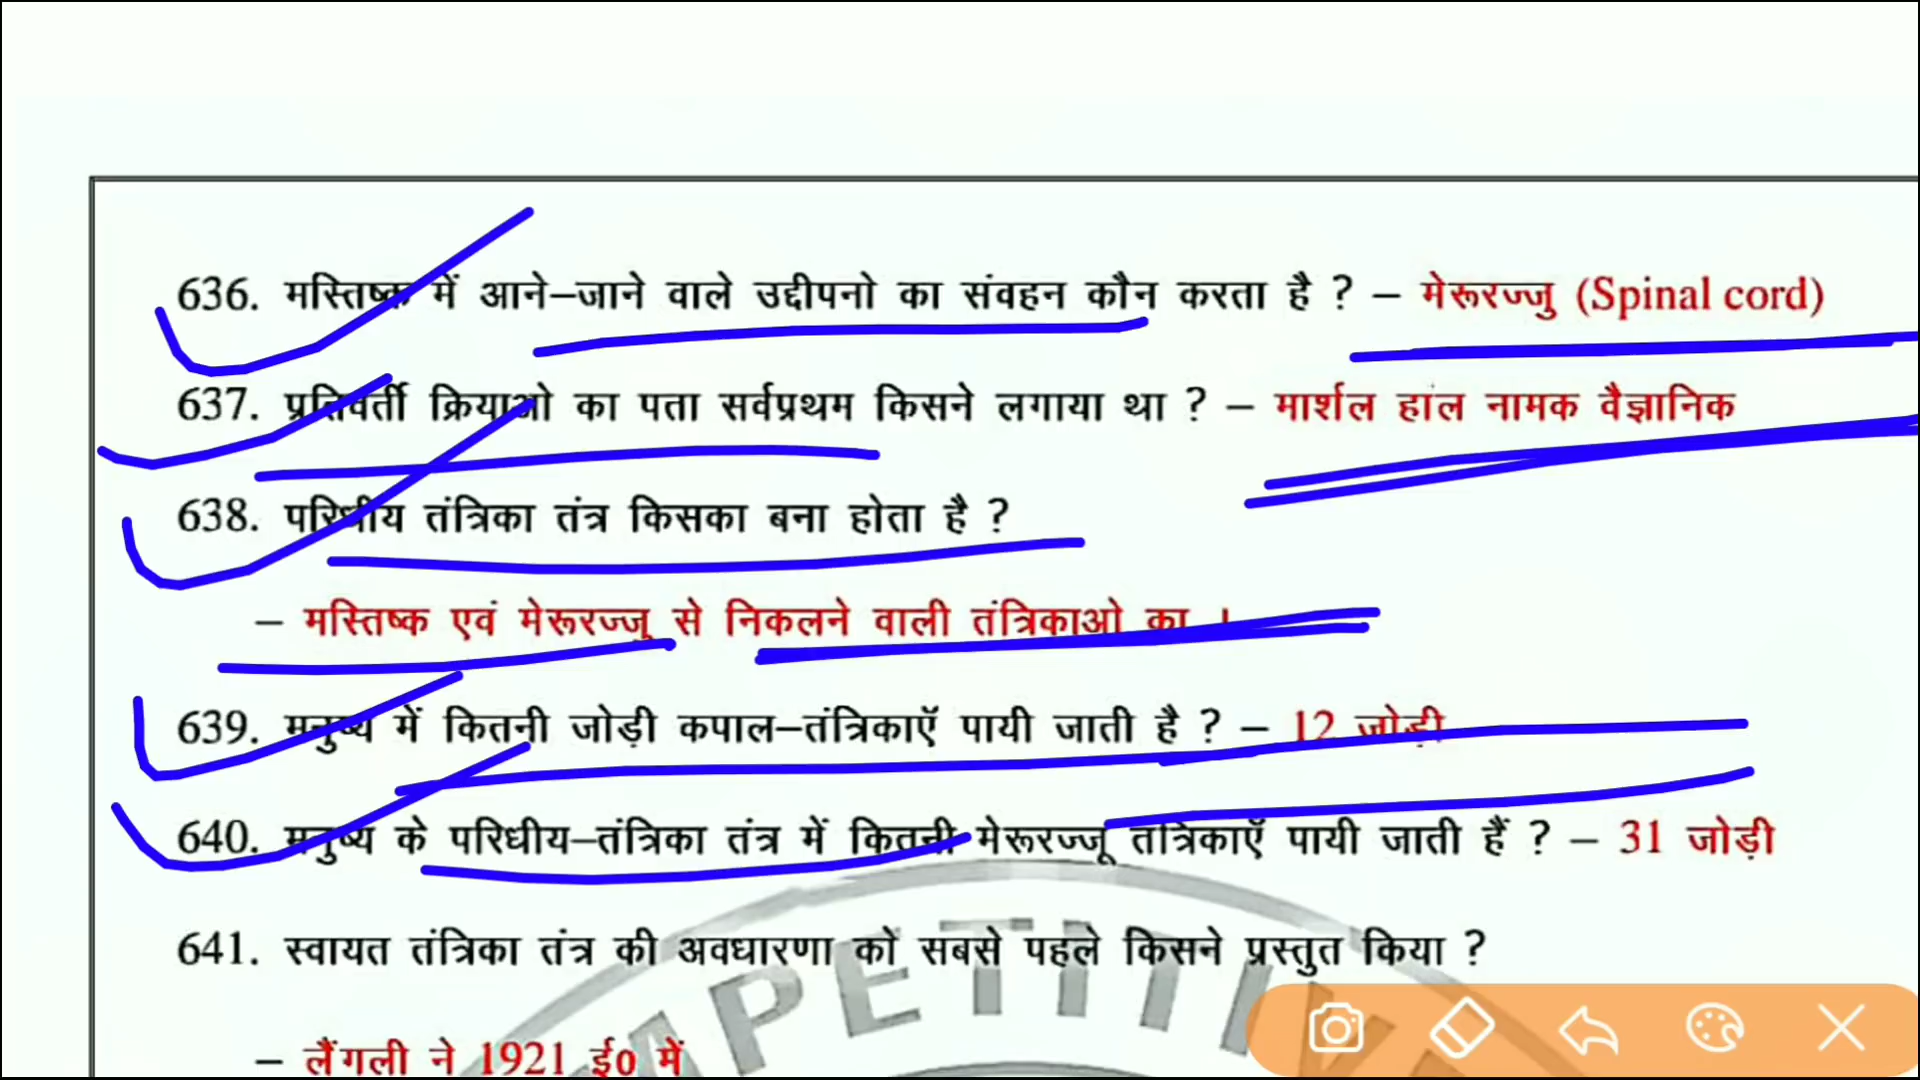 636. मस्तिष्क में आने–जाने वाले उद्दीपनो का संवहन कौन करता है ? – मेरूरज्जु (Spinal cord)
637. प्रतिवर्ती क्रियाओ का पता सर्वप्रथम किसने लगाया था ? – मार्शल हाल नामक वैज्ञानिक
638. परिधीय तंत्रिका तंत्र किसका बना होता है ?
– मस्तिष्क एवं मेरूरज्जु से निकलने वाली तंत्रिकाओ का ।
639. मनुष्य में कितनी जोड़ी कपाल–तंत्रिकाएँ पायी जाती है ? – 12 जोड़ी
640. मनुष्य के परिधीय–तंत्रिका तंत्र में कितनी मेरूरज्जू तंत्रिकाएँ पायी जाती हैं ? – 31 जोड़ी
641. स्वायत तंत्रिका तंत्र की अवधारणा को सबसे पहले किसने प्रस्तुत किया ?
– लैंगली ने 1921 ई0 में